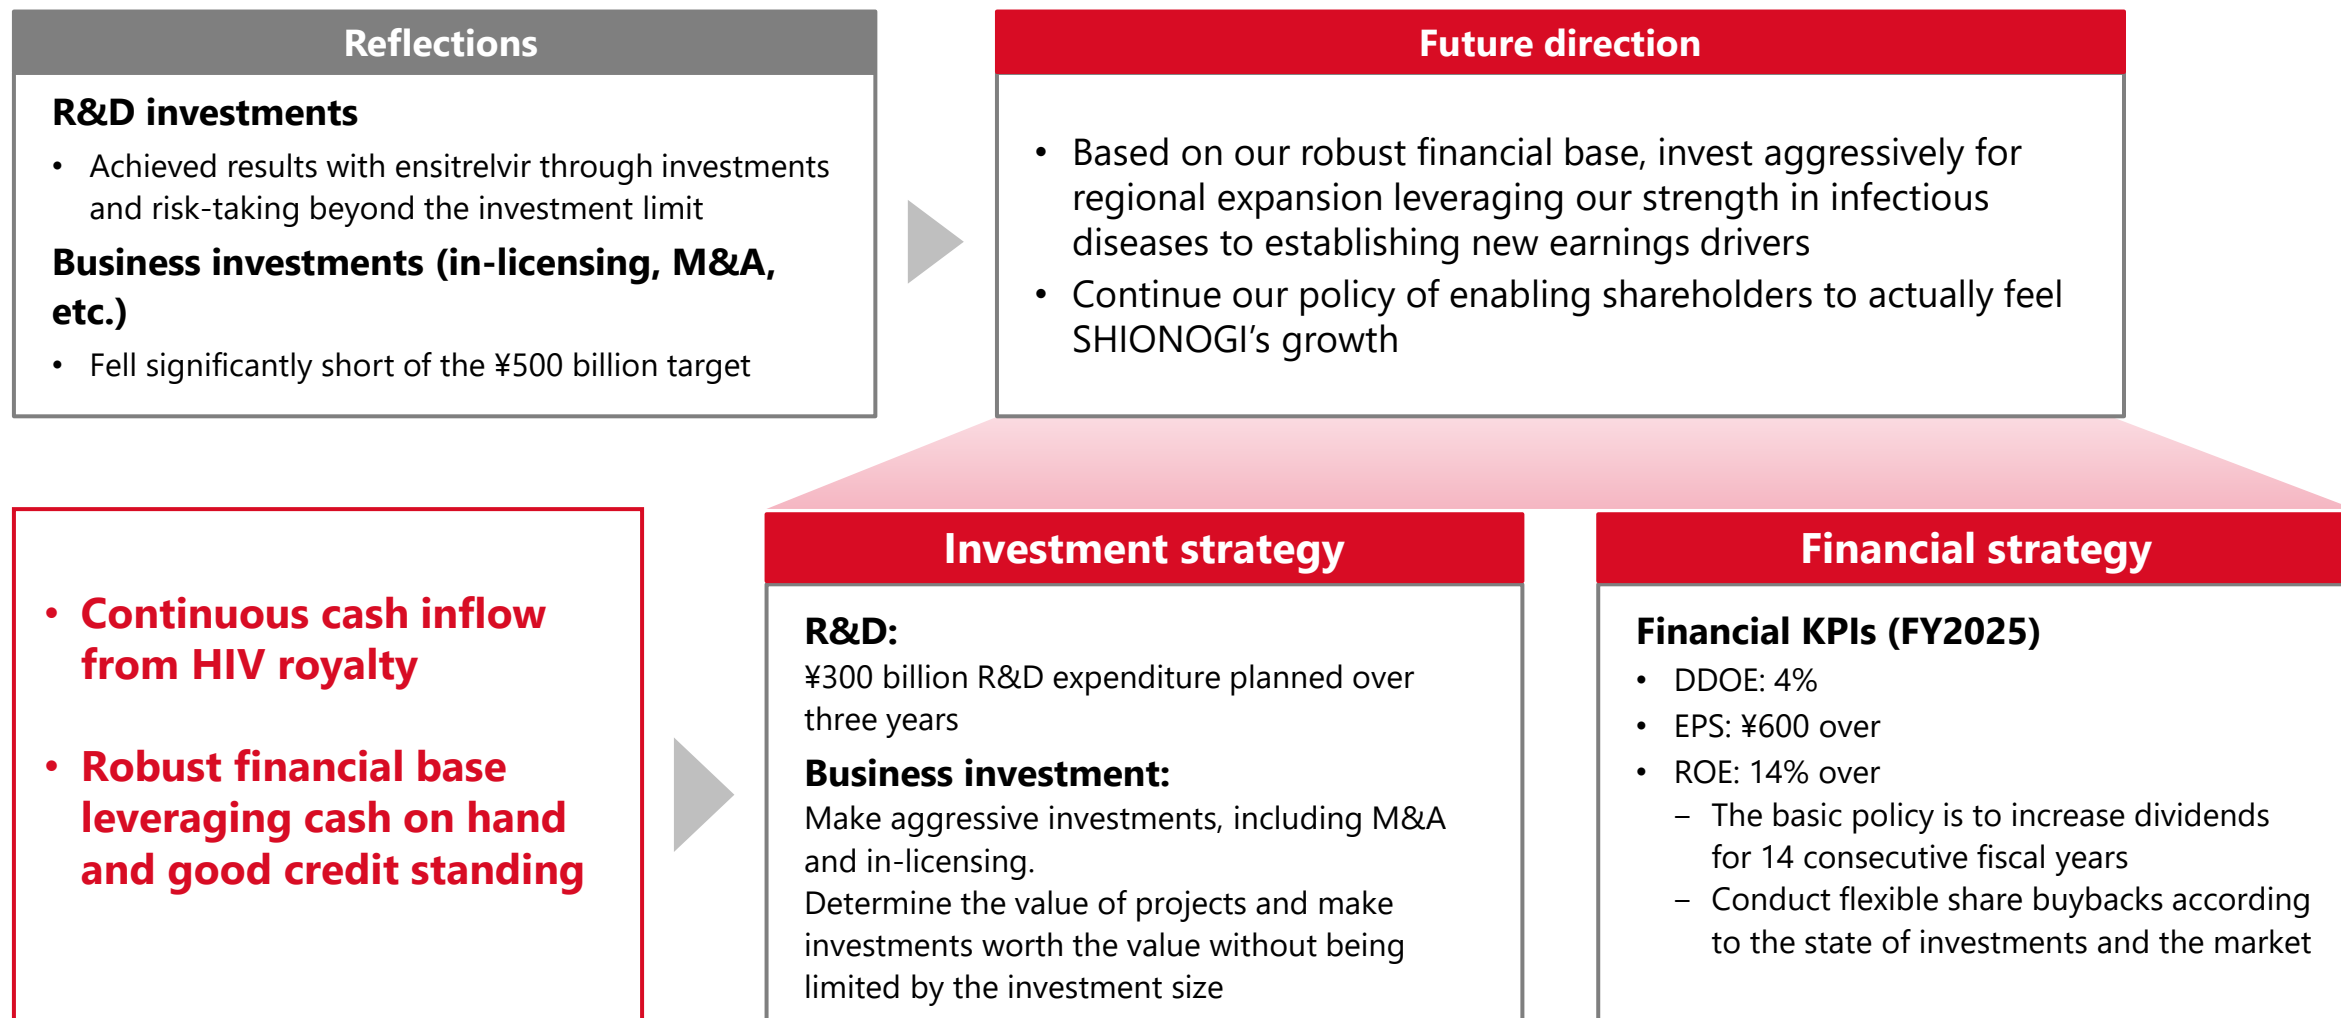 Reflections
R&D investments
• Achieved results with ensitrelvir through investments
and risk-taking beyond the investment limit
Business investments (in-licensing, M&A,
etc.)
• Fell significantly short of the ¥500 billion target
Future direction
• Based on our robust financial base, invest aggressively for
regional expansion leveraging our strength in infectious
diseases to establishing new earnings drivers
• Continue our policy of enabling shareholders to actually feel
SHIONOGI’s growth
• Continuous cash inflow
from HIV royalty
• Robust financial base
leveraging cash on hand
and good credit standing
Investment strategy
R&D:
¥300 billion R&D expenditure planned over
three years
Business investment:
Make aggressive investments, including M&A
and in-licensing.
Determine the value of projects and make
investments worth the value without being
limited by the investment size
Financial strategy
Financial KPIs (FY2025)
• DDOE: 4%
• EPS: ¥600 over
• ROE: 14% over
– The basic policy is to increase dividends
for 14 consecutive fiscal years
– Conduct flexible share buybacks according
to the state of investments and the market